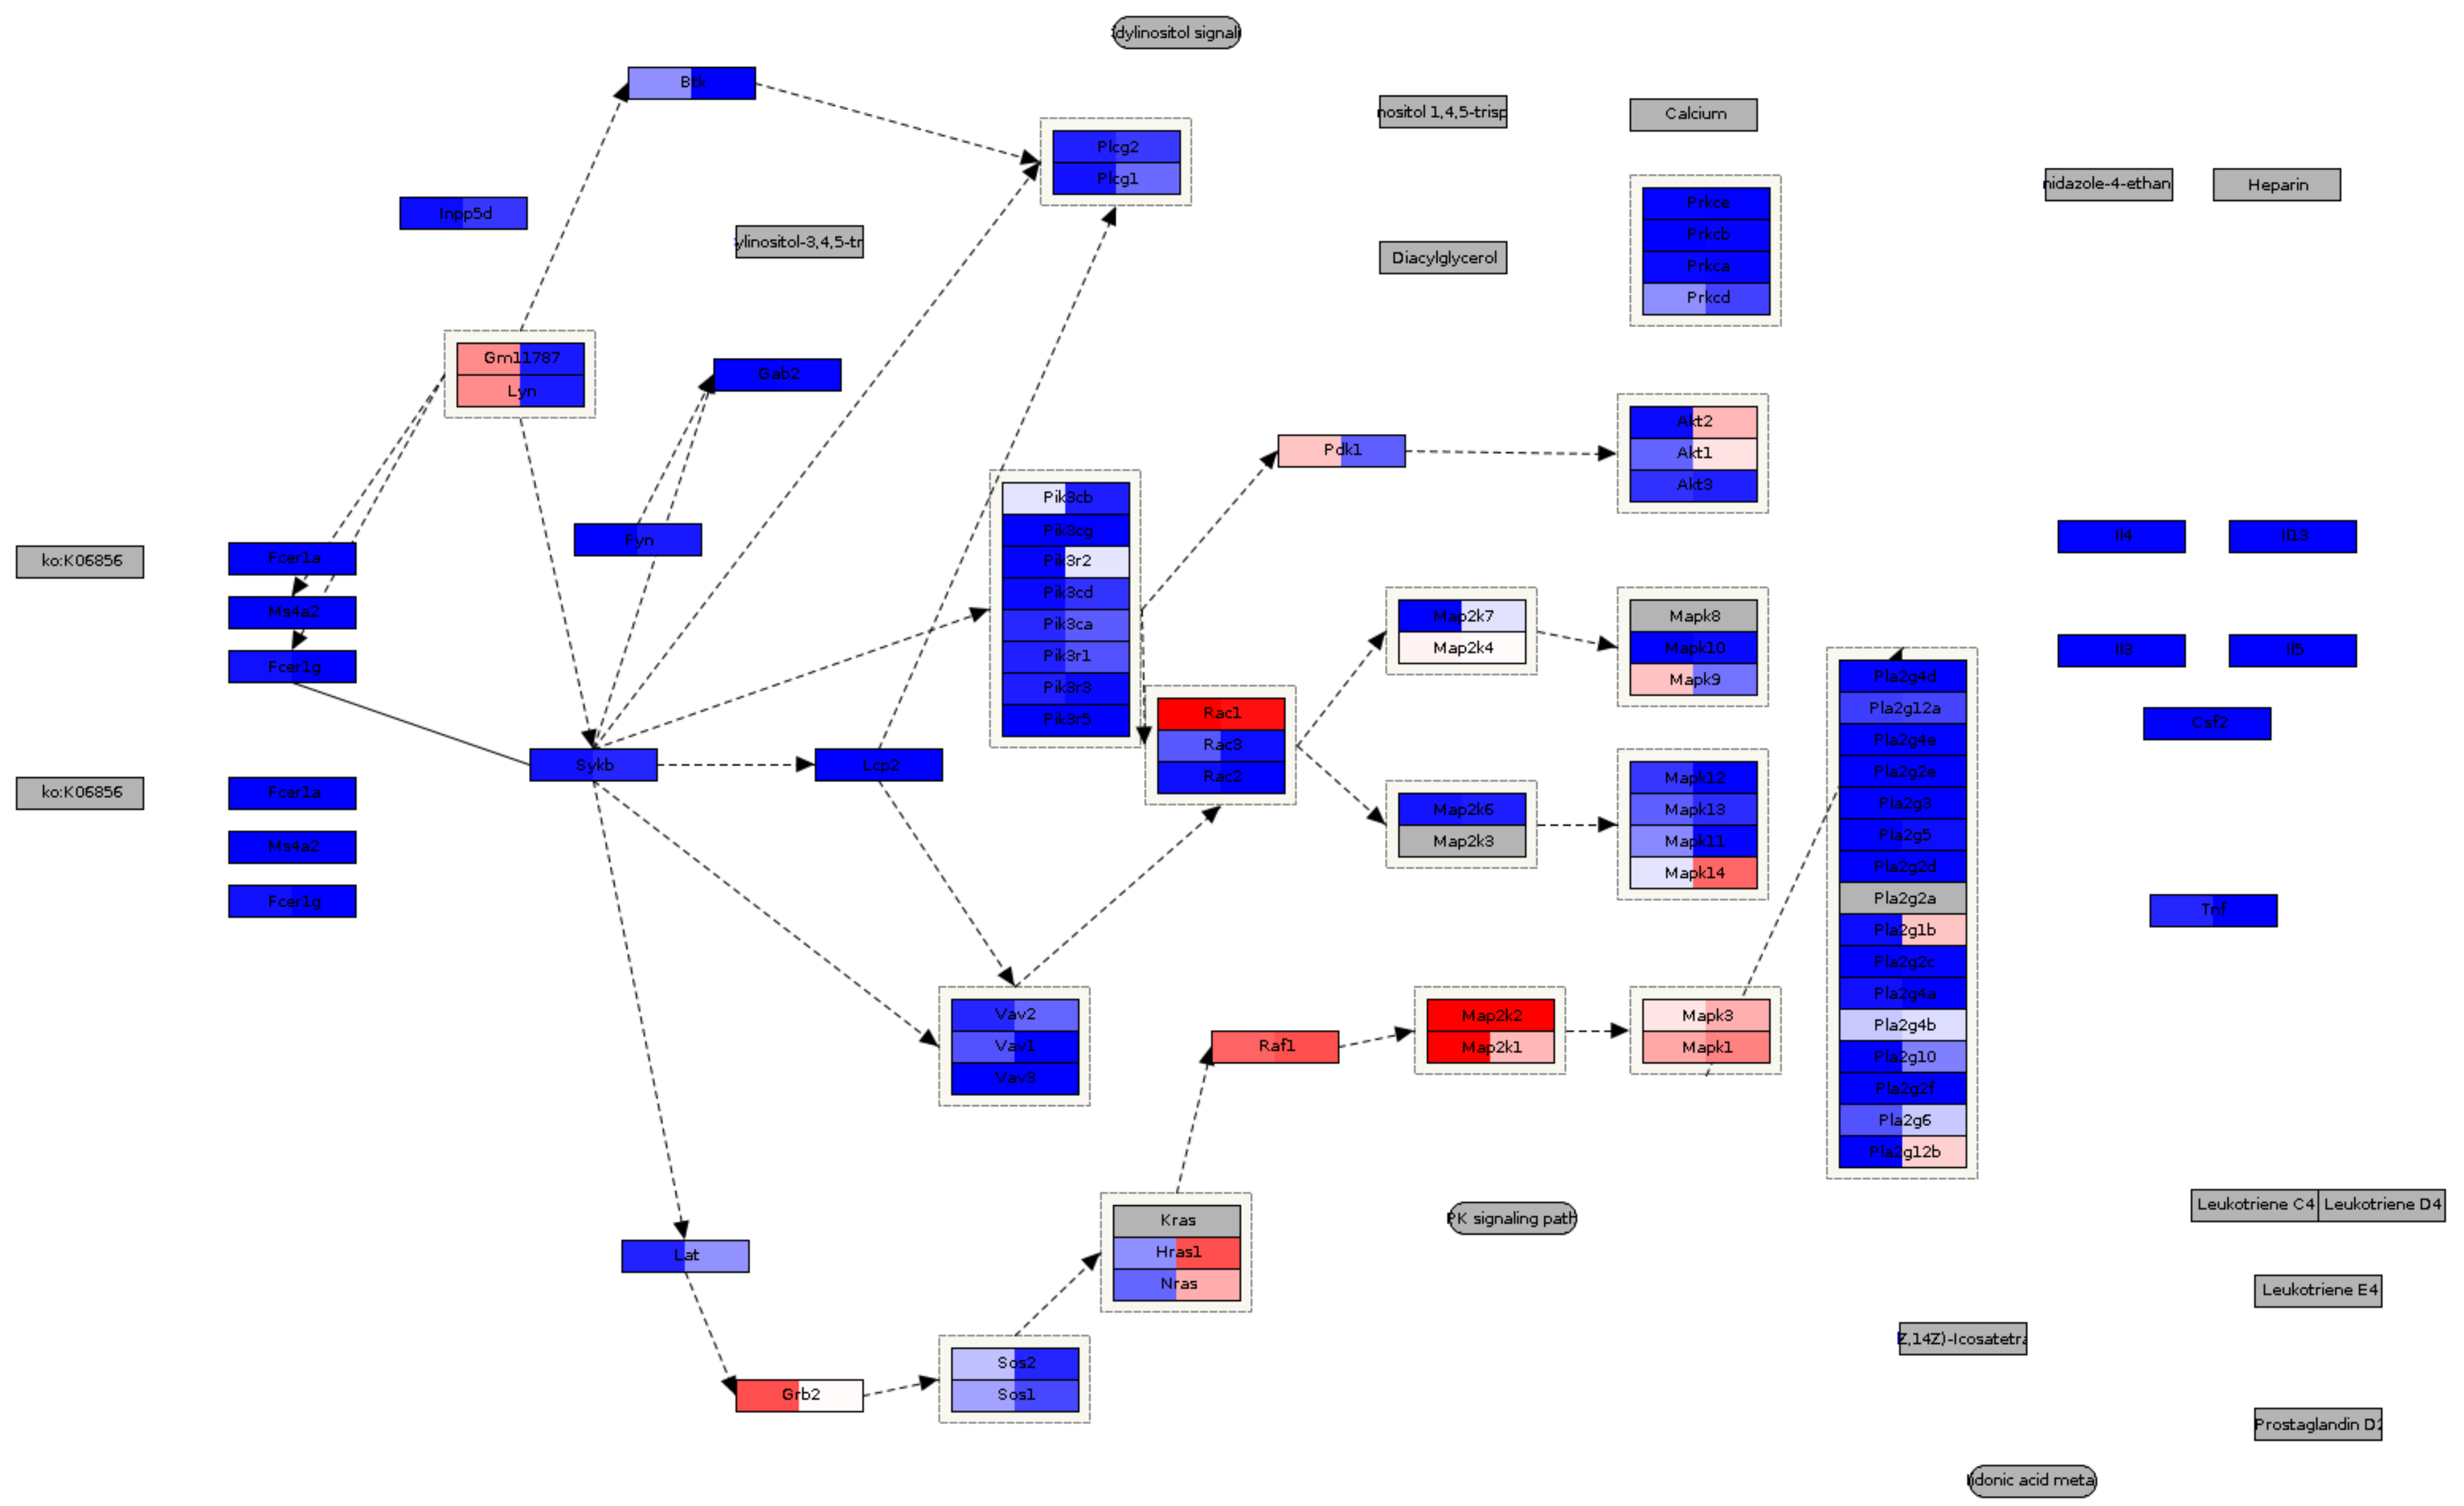 dylinositol signali
Btk
nositol 1,4,5-trisp
Calcium
Plcg2
Plcg1
nidazole-4-ethan
Heparin
Inpp5d
ylinositol-3,4,5-tr
Diacylglycerol
Prkce
Prkcb
Prkca
Prkcd
Gm11787
Lyn
Gab2
Pdk1
Akt2
Akt1
Akt3
Pik3cb
Pik3cg
Pik3r2
Pik3cd
Pik3ca
Pik3r1
Pik3r3
Pik3r5
Fyn
ko:K06856
Fcer1a
Ms4a2
Fcer1g
Il4
Il13
Il3
Il5
Csf2
Map2k7
Map2k4
Mapk8
Mapk10
Mapk9
Rac1
Rac3
Rac2
Sykb
Lcp2
ko:K06856
Fcer1a
Ms4a2
Fcer1g
Map2k6
Map2k3
Mapk12
Mapk13
Mapk11
Mapk14
Pla2g4d
Pla2g12a
Pla2g4e
Pla2g2e
Pla2g3
Pla2g5
Pla2g2d
Pla2g2a
Pla2g1b
Pla2g2c
Pla2g4a
Pla2g4b
Pla2g10
Pla2g2f
Pla2g6
Pla2g12b
Tnf
Vav2
Vav1
Vav3
Raf1
Map2k2
Map2k1
Mapk3
Mapk1
Lat
Kras
Hras1
Nras
PK signaling path
Leukotriene C4
Leukotriene D4
Leukotriene E4
Z,14Z)-Icosatetra
Grb2
Sos2
Sos1
Prostaglandin D2
idonic acid meta